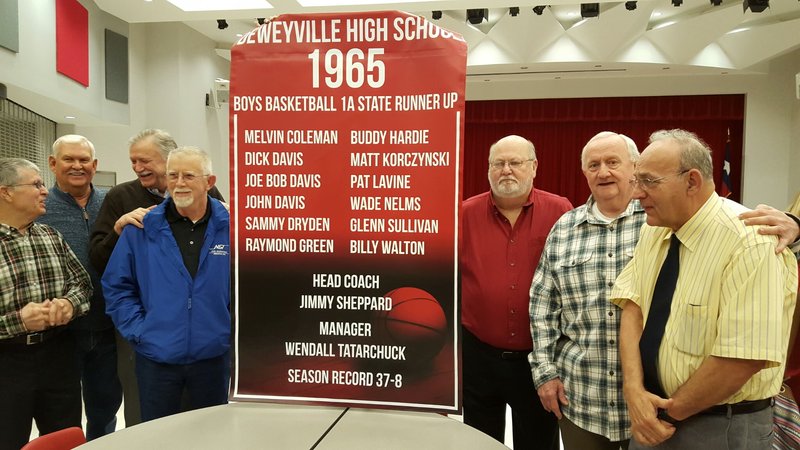 DEWEYVILLE HIGH SCHOOL
1965
BOYS BASKETBALL 1A STATE RUNNER UP
MELVIN COLEMAN
DICK DAVIS
JOE BOB DAVIS
JOHN DAVIS
SAMMY DRYDEN
RAYMOND GREEN
BUDDY HARDIE
MATT KORCZYNSKI
PAT LAVINE
WADE NELMS
GLENN SULLIVAN
BILLY WALTON
HEAD COACH
JIMMY SHEPPARD
MANAGER
WENDALL TATARCHUCK
SEASON RECORD 37-8